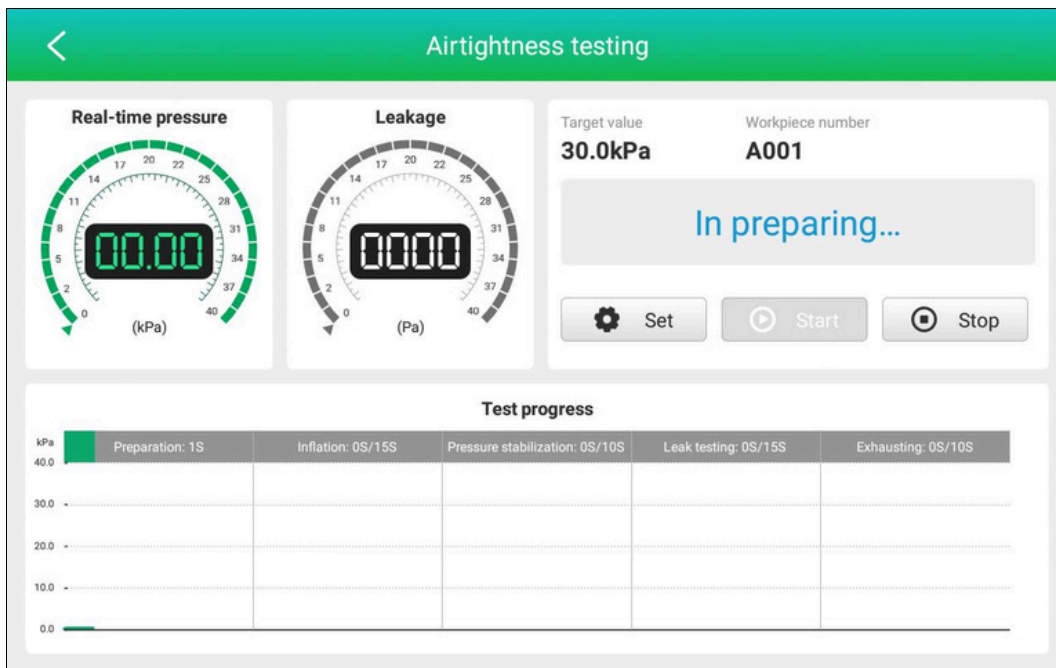 Airtightness testing
Real-time pressure
0 2 5 8 11 14 17 20 22 25 28 31 34 37 40
00.00
(kPa)
Leakage
0 2 5 8 11 14 17 20 22 25 28 31 34 37 40
0000
(Pa)
Target value
30.0kPa
Workpiece number
A001
In preparing...
Set
Start
Stop
Test progress
kPa
Preparation: 1S
Inflation: 0S/15S
Pressure stabilization: 0S/10S
Leak testing: 0S/15S
Exhausting: 0S/10S
40.0
30.0
20.0
10.0
0.0